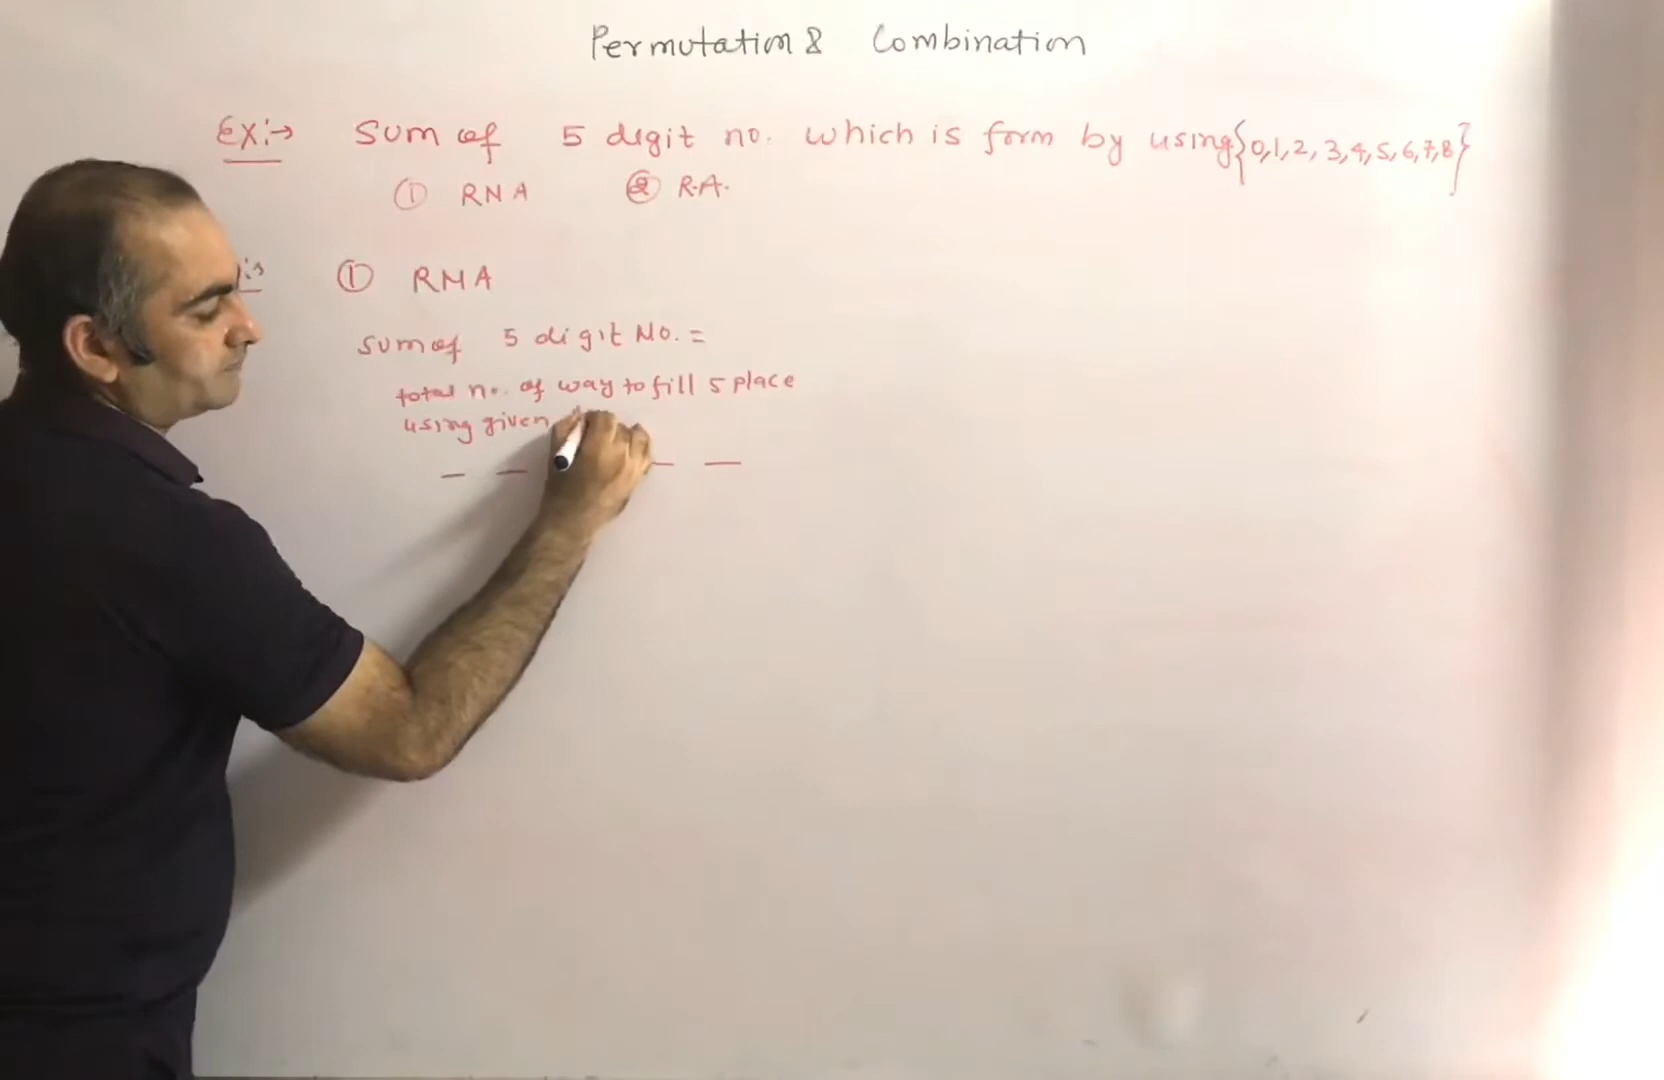 Permutation & Combination
Ex:→ Sum of 5 digit no. which is form by using {0,1,2,3,4,5,6,7,8}
① RNA ② R.A.
① RNA
Sum of 5 digit No. =
total no. of way to fill 5 place
using given